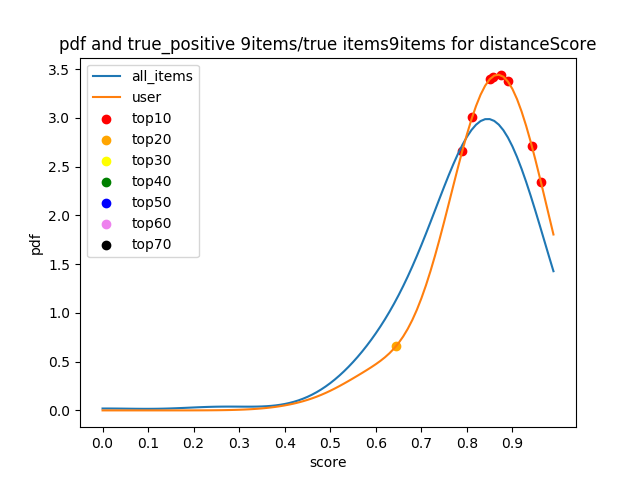 pdf and true_positive 9items/true items9items for distanceScore
all_items
user
top10
top20
top30
top40
top50
top60
top70
3.5
3.0
2.5
2.0
1.5
1.0
0.5
0.0
pdf
0.0 0.1 0.2 0.3 0.4 0.5 0.6 0.7 0.8 0.9
score